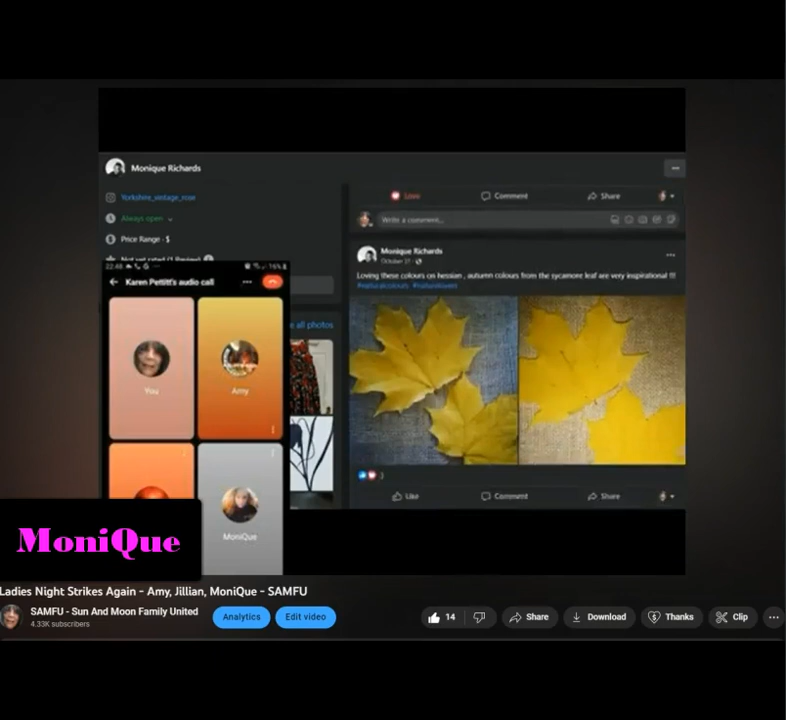 Monique Richards
Yorkshire_vintage_rose
Always open
Price Range · $
Not yet rated (1 Review)
Love
Comment
Share
Write a comment...
22:46
16%
Karen Pettitt's audio call
You
Amy
MoniQue
e all photos
Monique Richards
October 31
Loving these colours on hessian , autumn colours from the sycamore leaf are very inspirational !!!
#naturalcolours
3
Like
Comment
Share
MoniQue
Ladies Night Strikes Again - Amy, Jillian, MoniQue - SAMFU
SAMFU - Sun And Moon Family United
4.33K subscribers
Analytics
Edit video
14
Share
Download
Thanks
Clip